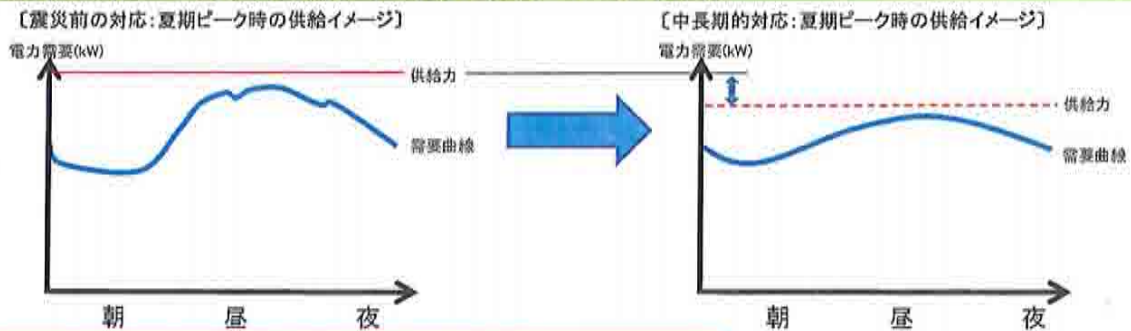 〔震災前の対応:夏期ピーク時の供給イメージ〕
電力需要(kW)
供給力
需要曲線
朝 昼 夜
〔中長期的対応:夏期ピーク時の供給イメージ〕
電力需要(kW)
供給力
需要曲線
朝 昼 夜